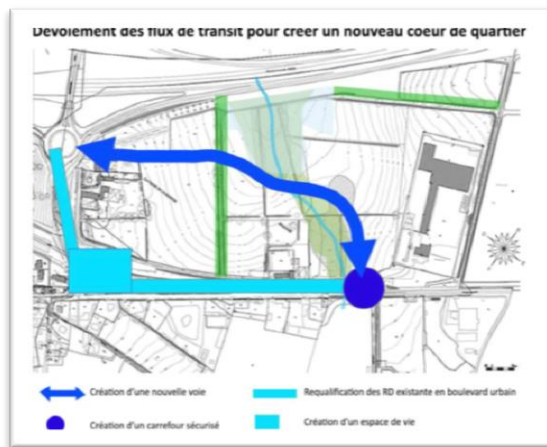 Dévoiement des flux de transit pour créer un nouveau coeur de quartier
Création d'une nouvelle voie
Requalification des RD existante en boulevard urbain
Création d'un carrefour sécurisé
Création d'un espace de vie